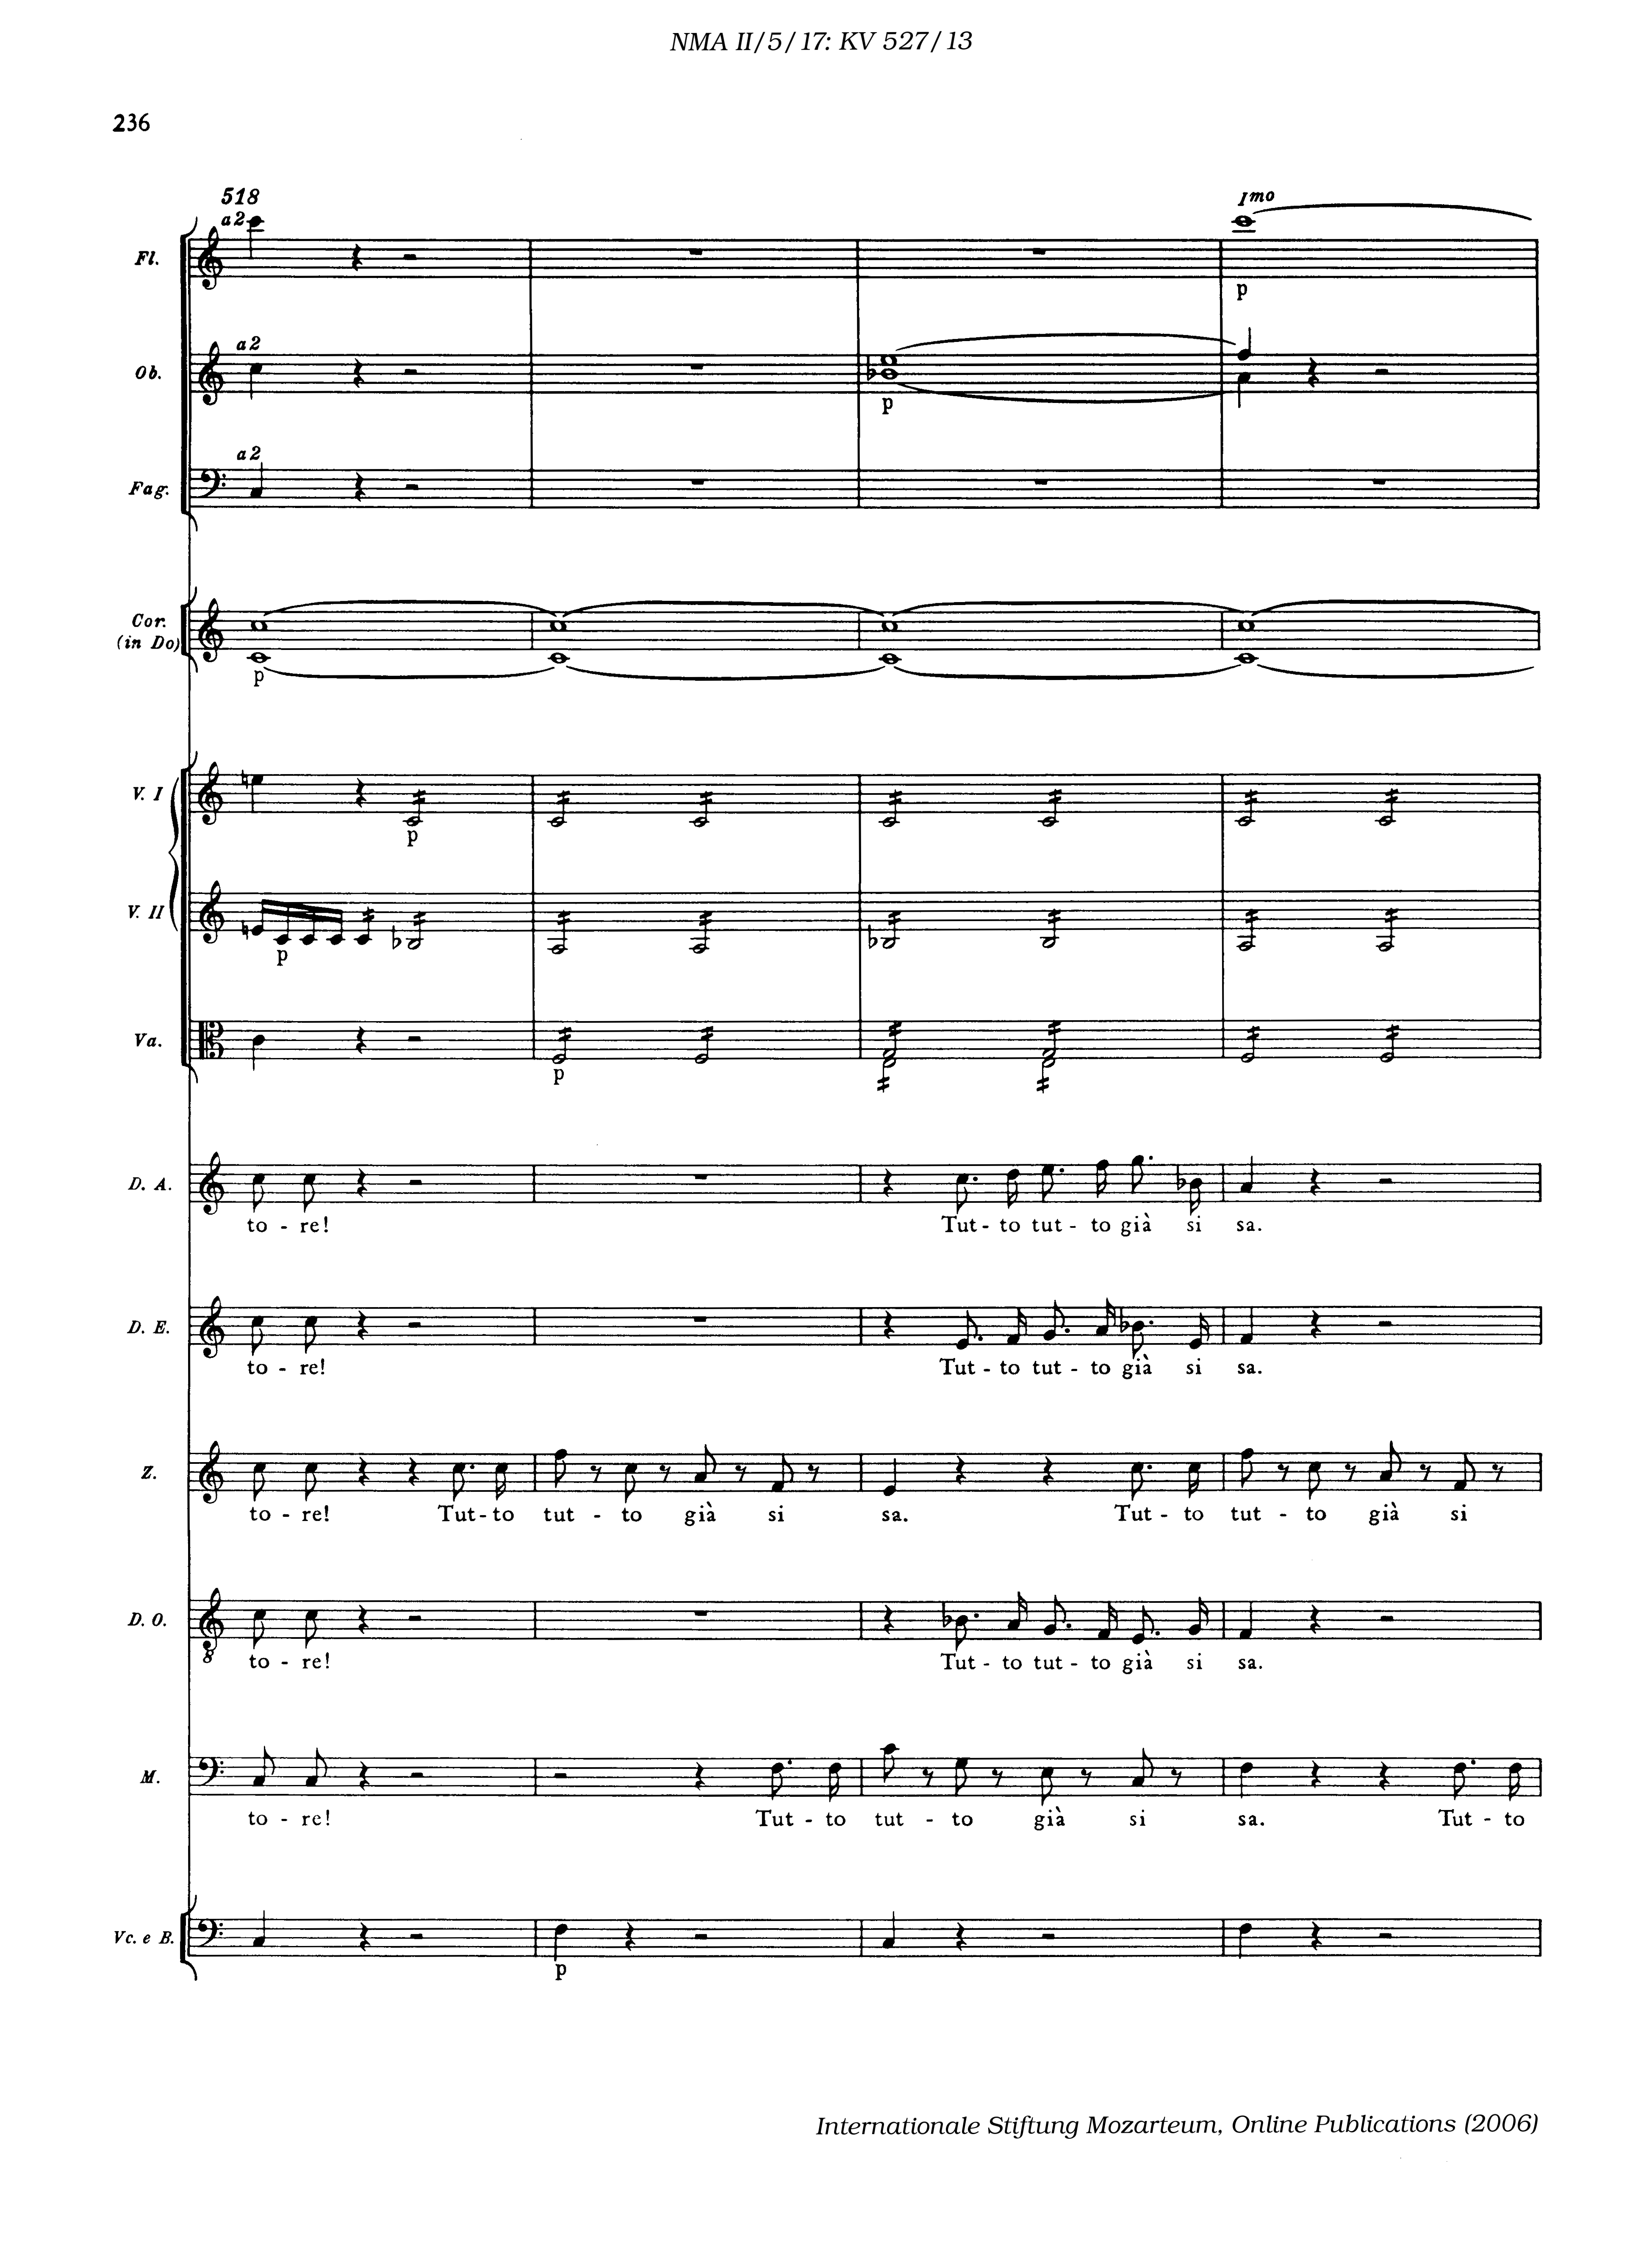 NMA II/5/17: KV 527/13
236
518
a2
Imo
Fl.
p
a2
Ob.
p
a2
Fag.
Cor.
(in Do)
p
V. I
p
V. II
p
Va.
p
D. A.
to - re! Tut - to tut - to già si sa.
D. E.
to - re! Tut - to tut - to già si sa.
Z.
to - re! Tut - to tut - to già si sa. Tut - to tut - to già si
D. O.
8
to - re! Tut - to tut - to già si sa.
M.
to - re! Tut - to tut - to già si sa. Tut - to
Vc. e B.
p
Internationale Stiftung Mozarteum, Online Publications (2006)